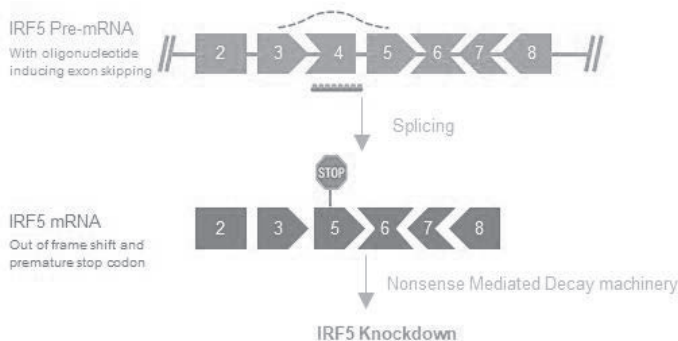 IRF5 Pre-mRNA
With oligonucleotide
inducing exon skipping
2 3 4 5 6 7 8
Splicing
STOP
IRF5 mRNA
Out of frame shift and
premature stop codon
2 3 5 6 7 8
Nonsense Mediated Decay machinery
IRF5 Knockdown